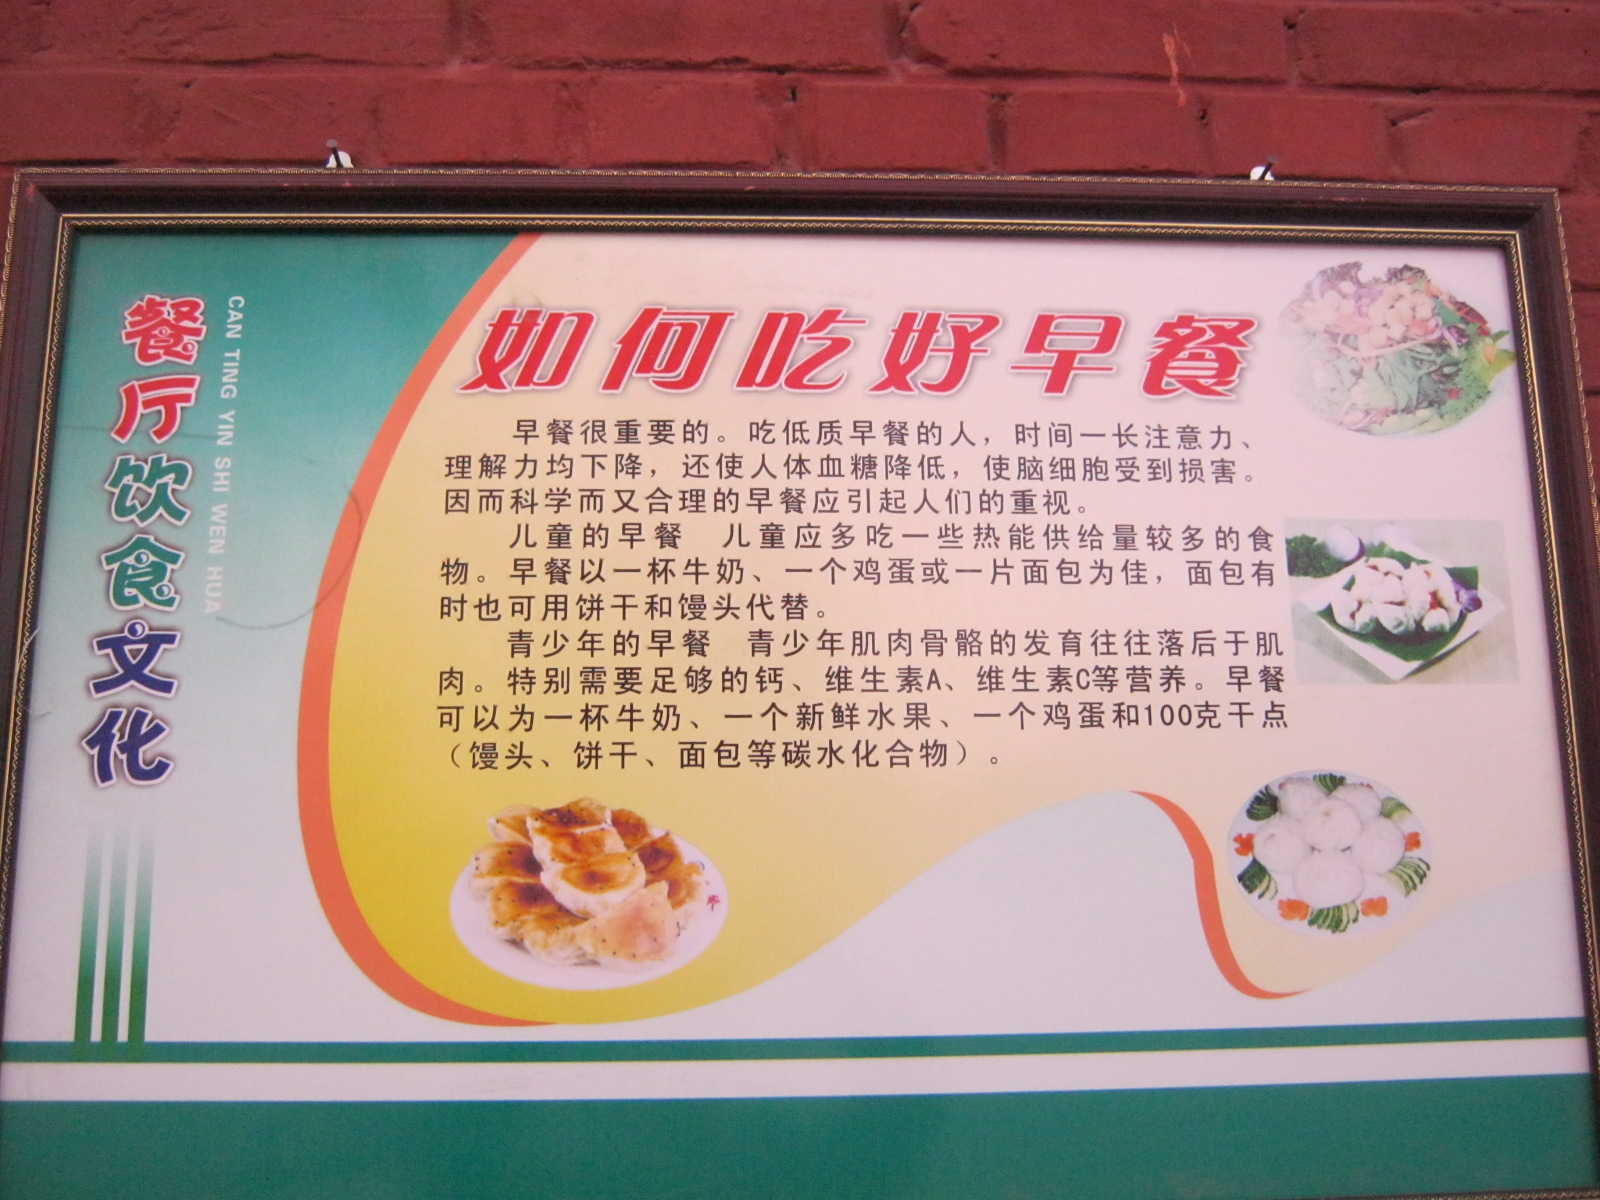 餐厅饮食文化
CAN TING YIN SHI WEN HUA
如何吃好早餐
早餐很重要的。吃低质早餐的人，时间一长注意力、
理解力均下降，还使人体血糖降低，使脑细胞受到损害。
因而科学而又合理的早餐应引起人们的重视。
儿童的早餐　儿童应多吃一些热能供给量较多的食
物。早餐以一杯牛奶、一个鸡蛋或一片面包为佳，面包有
时也可用饼干和馒头代替。
青少年的早餐　青少年肌肉骨骼的发育往往落后于肌
肉。特别需要足够的钙、维生素A、维生素C等营养。早餐
可以为一杯牛奶、一个新鲜水果、一个鸡蛋和100克干点
（馒头、饼干、面包等碳水化合物）。